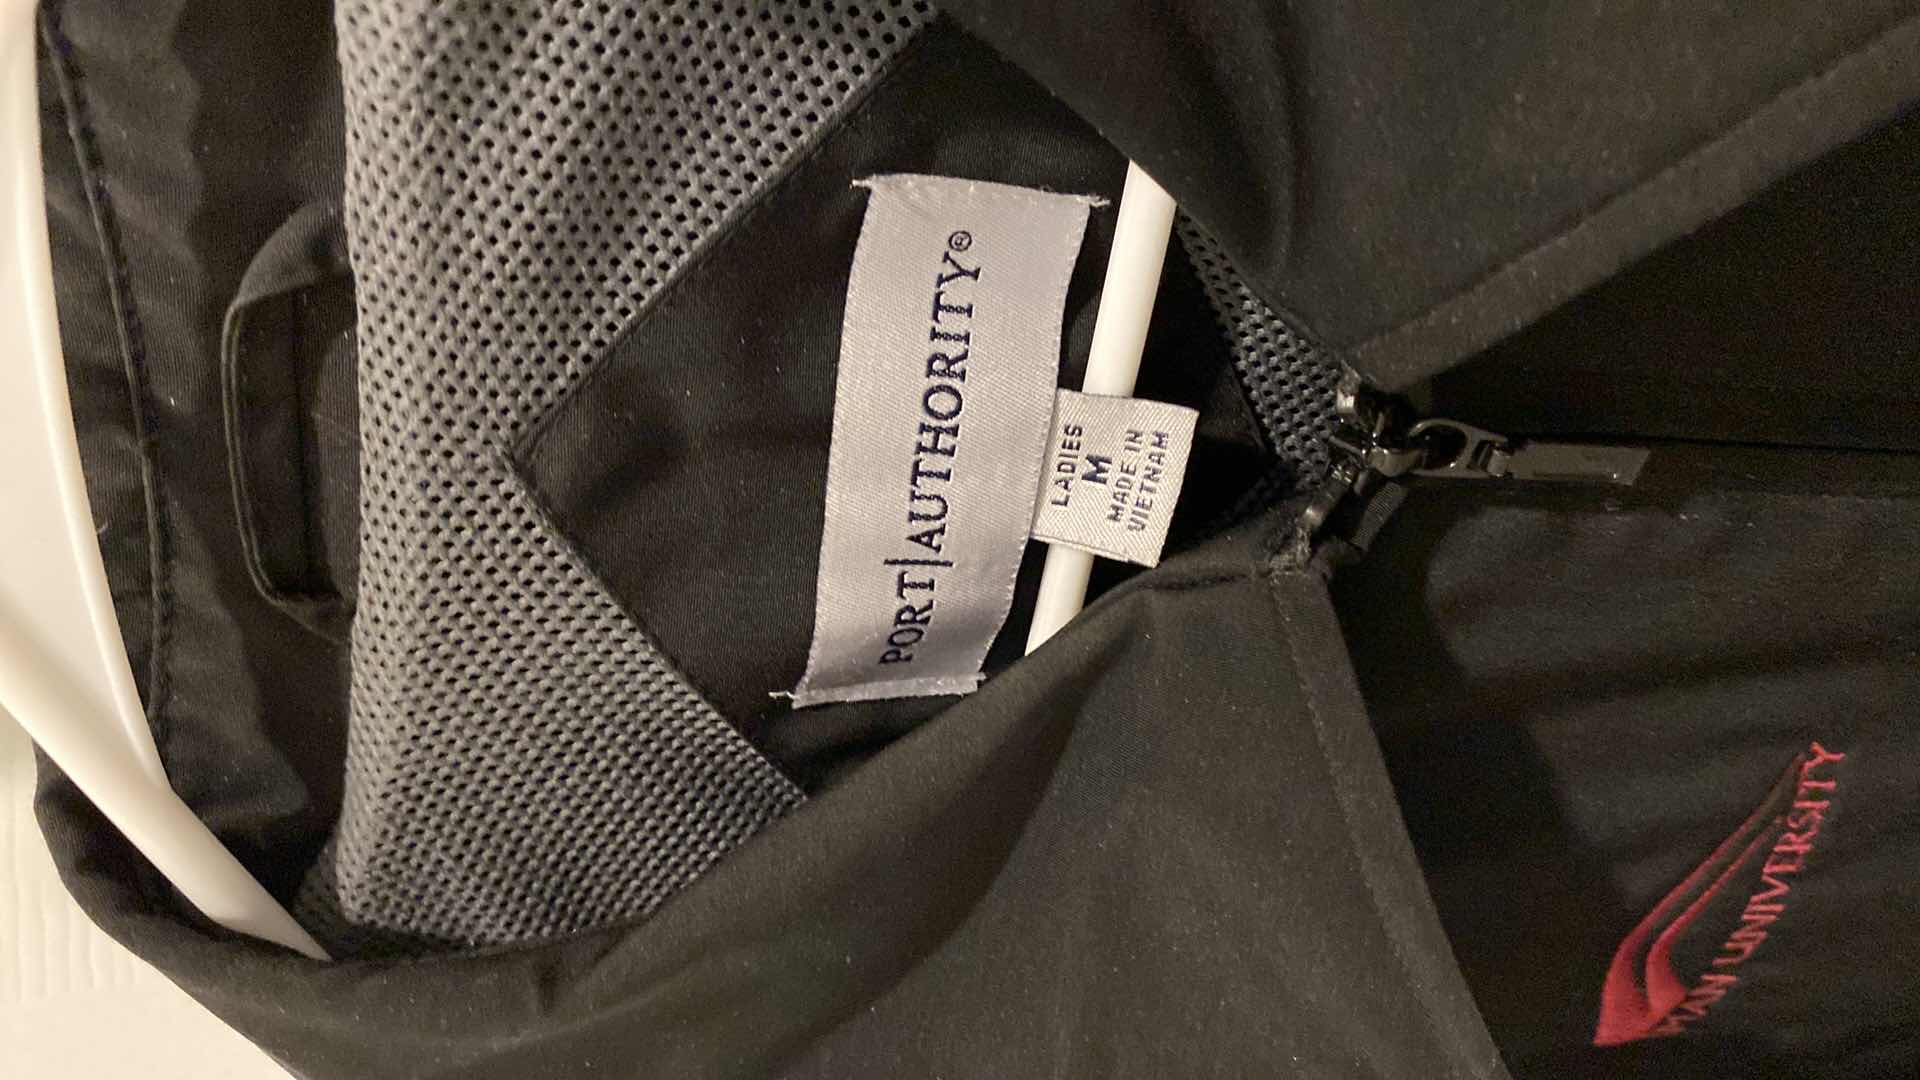 PORT|AUTHORITY®
LADIES
M
MADE IN
VIETNAM
UNIVERSITY